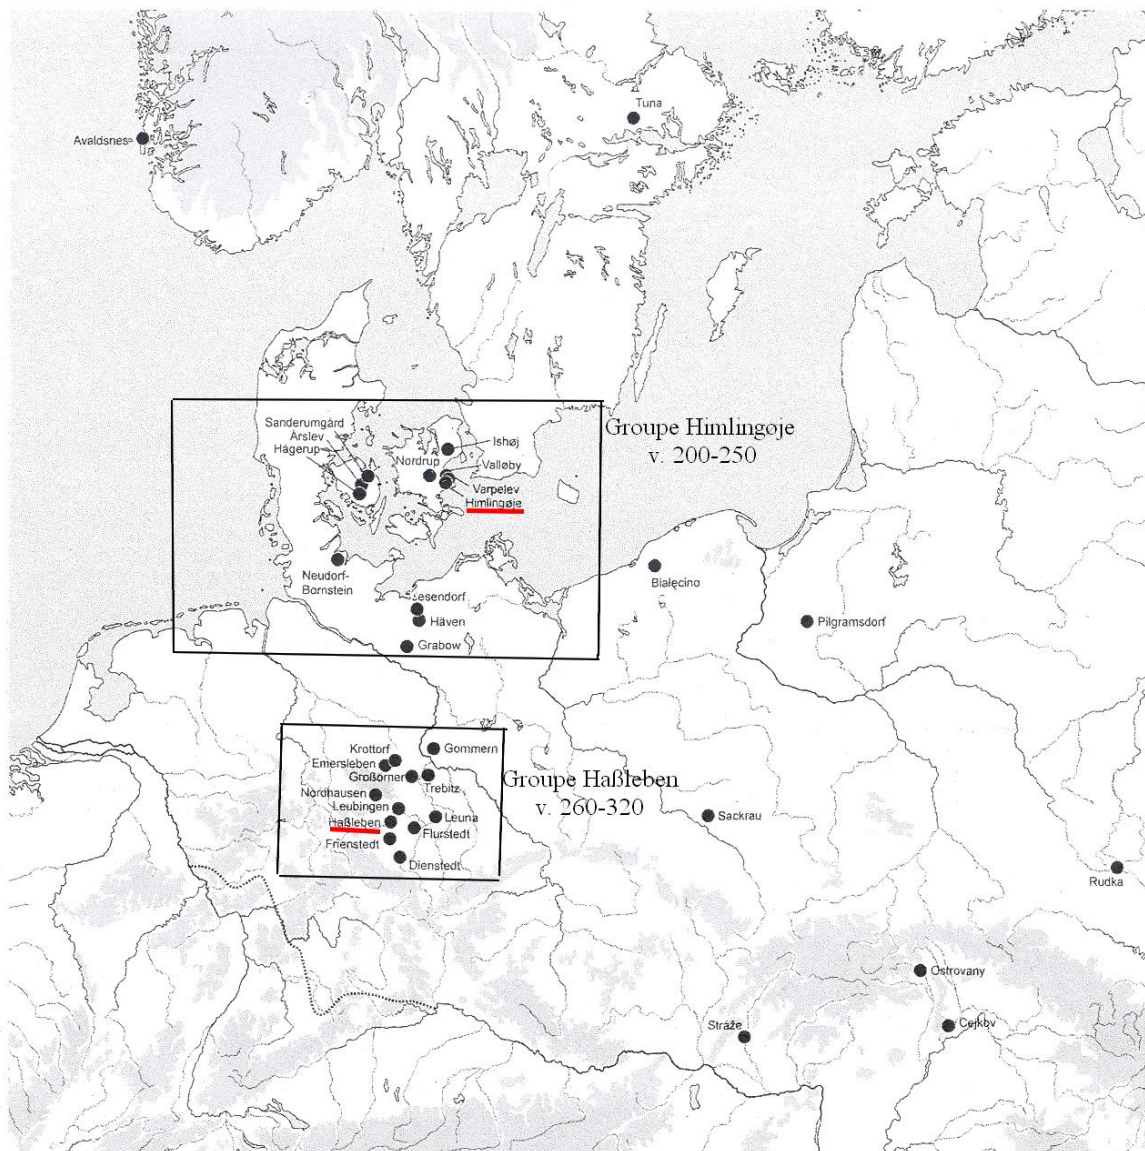 Tuna
Avaldsnes
Groupe Himlingøje
v. 200-250
Sanderumgård
Årslev
Hågerup
Ishøj
Nordrup
Valløby
Varpelev
Himlingøje
Neudorf-
Bornstein
Lesendorf
Häven
Grabow
Białęcino
Pilgramsdorf
Krottorf
Gommern
Emersleben
Großörner
Trebitz
Groupe Haßleben
v. 260-320
Nordhausen
Leubingen
Leuna
Haßleben
Flurstedt
Frienstedt
Dienstedt
Sackrau
Rudka
Ostrovany
Stráže
Cejkov